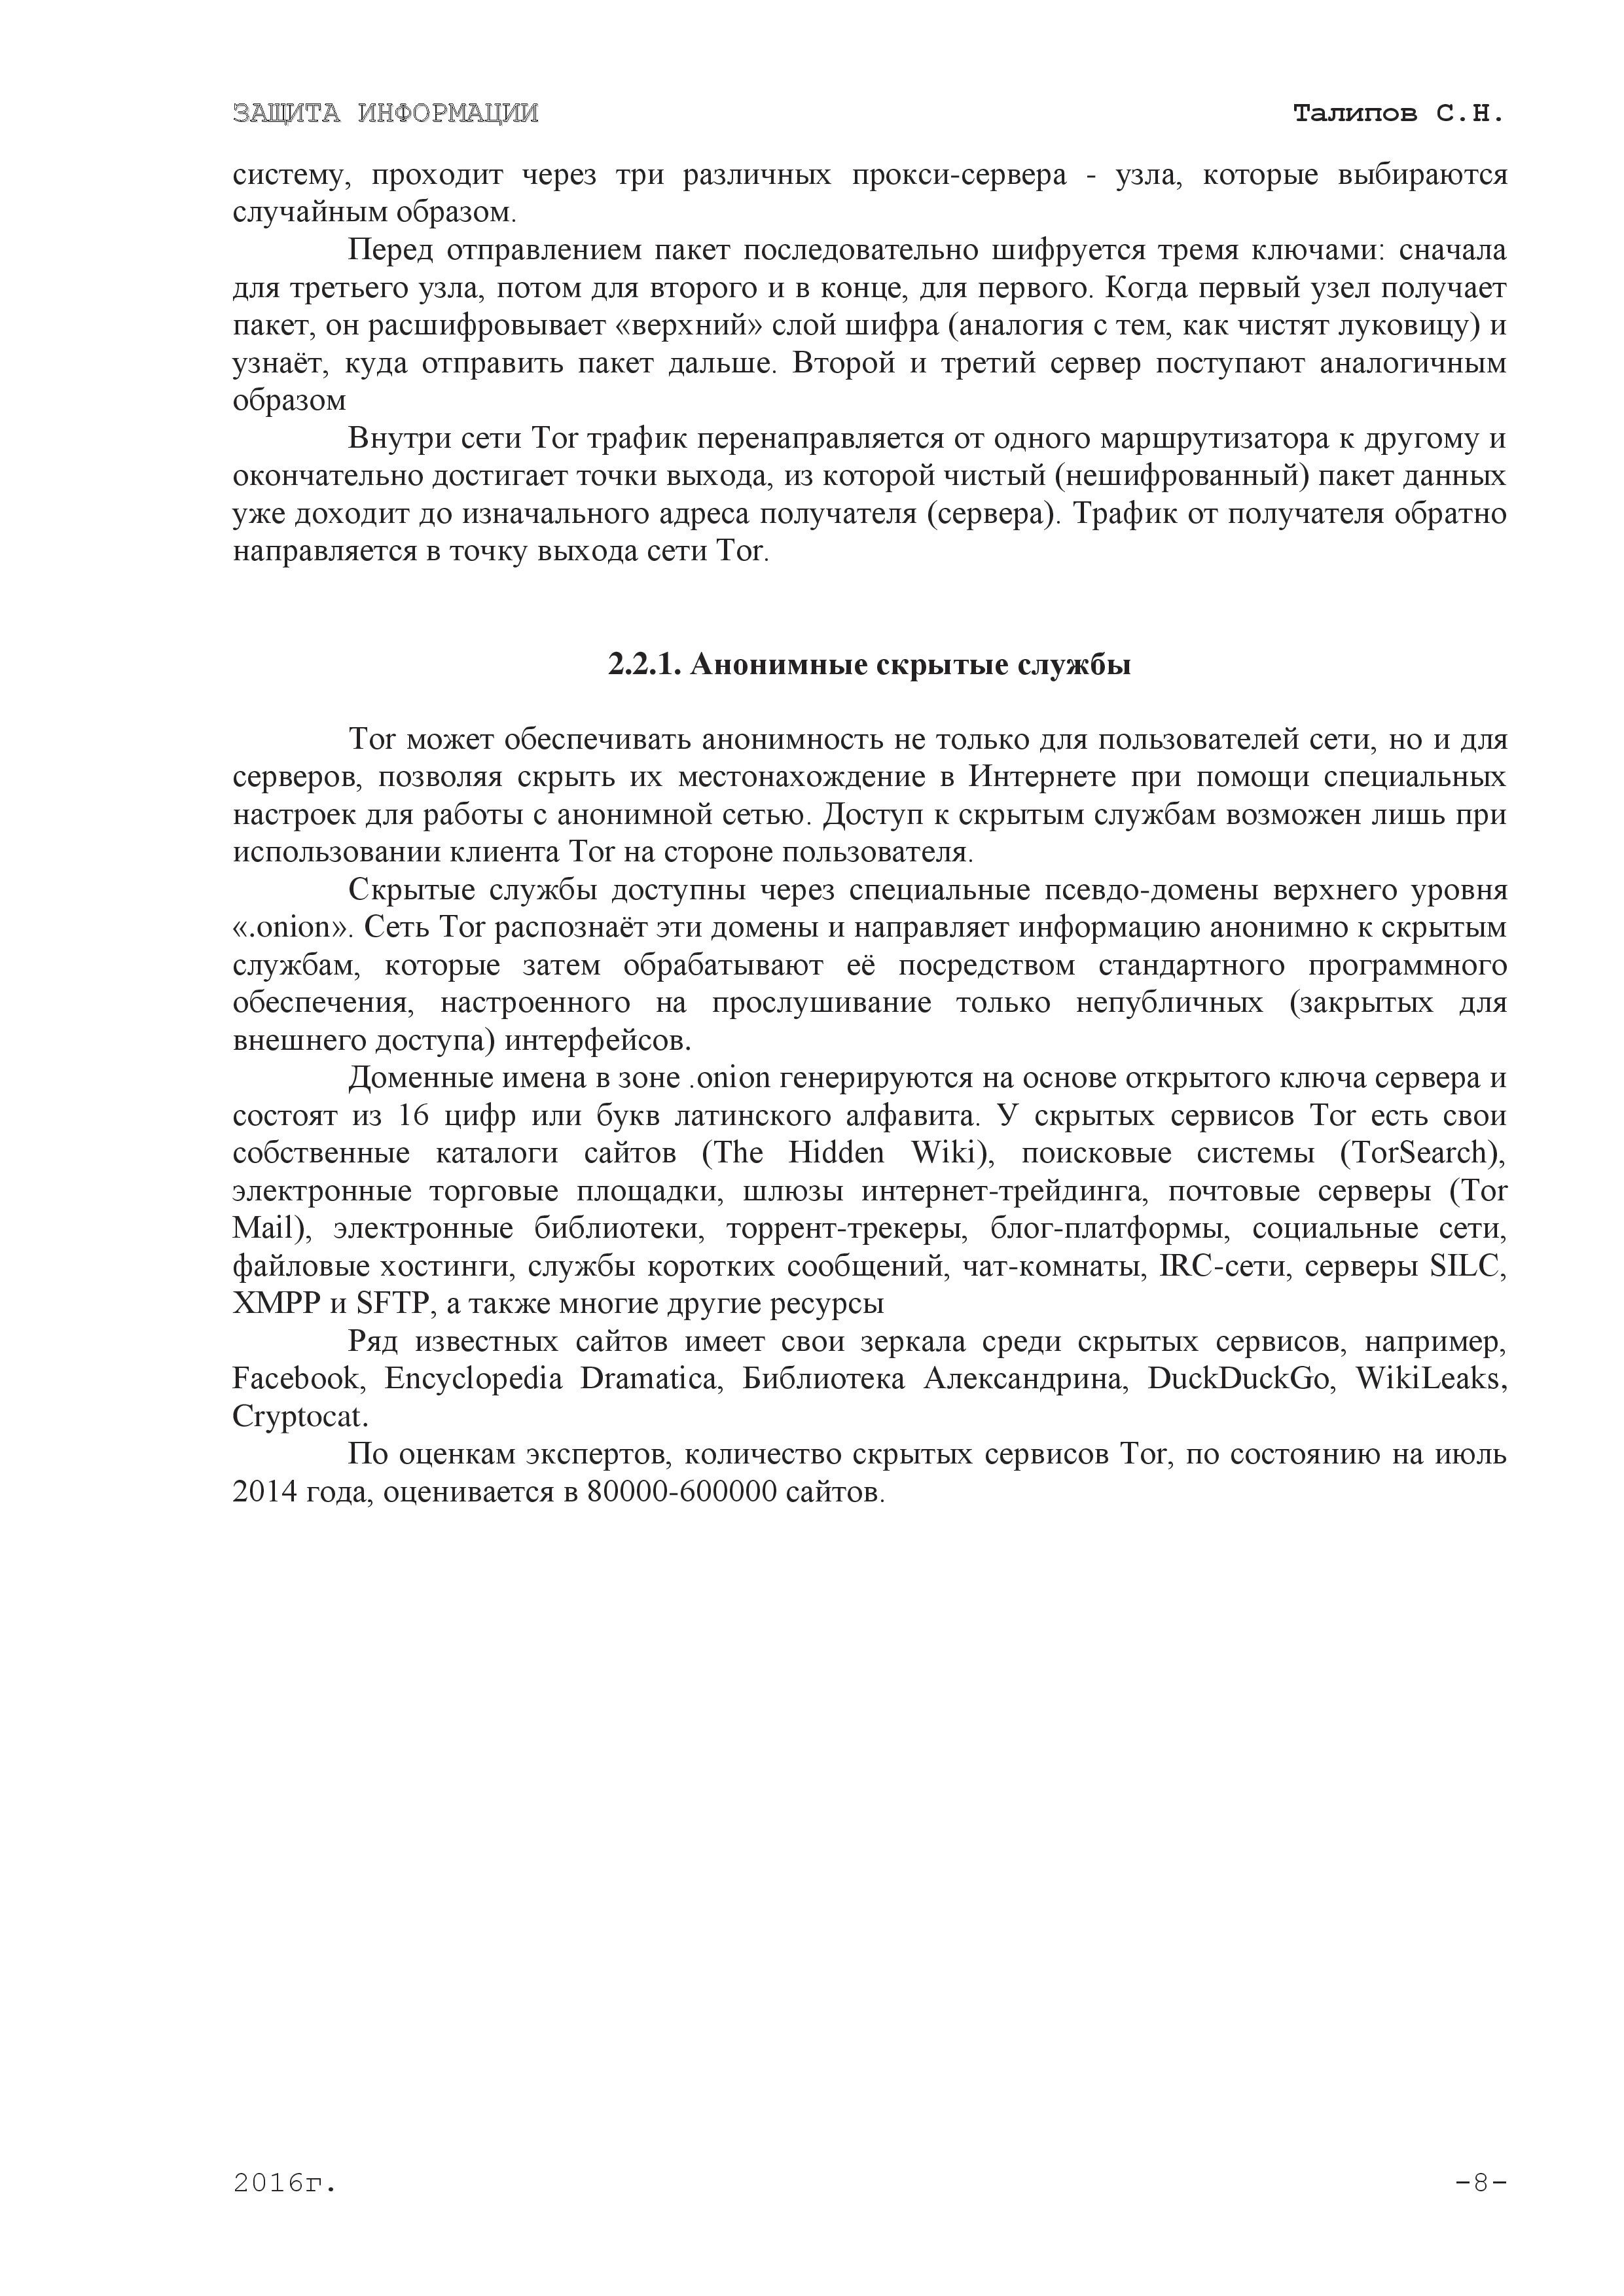 ЗАЩИТА ИНФОРМАЦИИ Талипов С.Н.
систему, проходит через три различных прокси-сервера - узла, которые выбираются
случайным образом.
Перед отправлением пакет последовательно шифруется тремя ключами: сначала
для третьего узла, потом для второго и в конце, для первого. Когда первый узел получает
пакет, он расшифровывает «верхний» слой шифра (аналогия с тем, как чистят луковицу) и
узнаёт, куда отправить пакет дальше. Второй и третий сервер поступают аналогичным
образом
Внутри сети Tor трафик перенаправляется от одного маршрутизатора к другому и
окончательно достигает точки выхода, из которой чистый (нешифрованный) пакет данных
уже доходит до изначального адреса получателя (сервера). Трафик от получателя обратно
направляется в точку выхода сети Tor.
2.2.1. Анонимные скрытые службы
Tor может обеспечивать анонимность не только для пользователей сети, но и для
серверов, позволяя скрыть их местонахождение в Интернете при помощи специальных
настроек для работы с анонимной сетью. Доступ к скрытым службам возможен лишь при
использовании клиента Tor на стороне пользователя.
Скрытые службы доступны через специальные псевдо-домены верхнего уровня
«.onion». Сеть Tor распознаёт эти домены и направляет информацию анонимно к скрытым
службам, которые затем обрабатывают её посредством стандартного программного
обеспечения, настроенного на прослушивание только непубличных (закрытых для
внешнего доступа) интерфейсов.
Доменные имена в зоне .onion генерируются на основе открытого ключа сервера и
состоят из 16 цифр или букв латинского алфавита. У скрытых сервисов Tor есть свои
собственные каталоги сайтов (The Hidden Wiki), поисковые системы (TorSearch),
электронные торговые площадки, шлюзы интернет-трейдинга, почтовые серверы (Tor
Mail), электронные библиотеки, торрент-трекеры, блог-платформы, социальные сети,
файловые хостинги, службы коротких сообщений, чат-комнаты, IRC-сети, серверы SILC,
XMPP и SFTP, а также многие другие ресурсы
Ряд известных сайтов имеет свои зеркала среди скрытых сервисов, например,
Facebook, Encyclopedia Dramatica, Библиотека Александрина, DuckDuckGo, WikiLeaks,
Cryptocat.
По оценкам экспертов, количество скрытых сервисов Tor, по состоянию на июль
2014 года, оценивается в 80000-600000 сайтов.
2016г. -8-